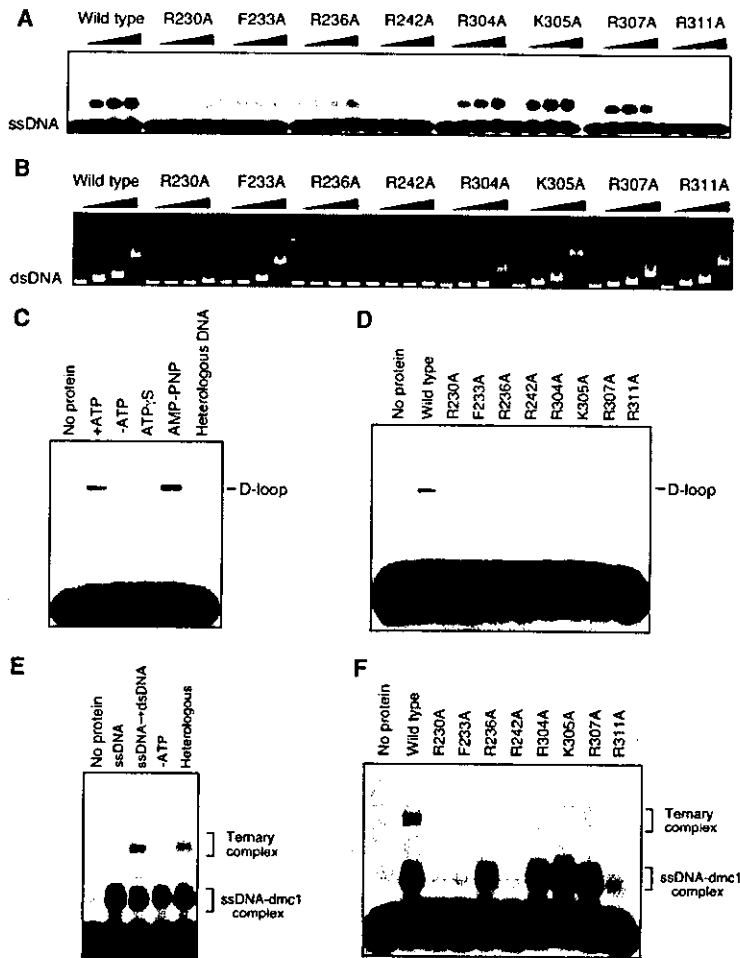 A
Wild type R230A F233A R236A R242A R304A K305A R307A R311A
ssDNA
B
Wild type R230A F233A R236A R242A R304A K305A R307A R311A
dsDNA
C
No protein
+ATP
-ATP
ATPγS
AMP-PNP
Heterologous DNA
D-loop
D
No protein
Wild type
R230A
F233A
R236A
R242A
R304A
K305A
R307A
R311A
D-loop
E
No protein
ssDNA
ssDNA→dsDNA
-ATP
Heterologous
Ternary
complex
ssDNA-dmc1
complex
F
No protein
Wild type
R230A
F233A
R236A
R242A
R304A
K305A
R307A
R311A
Ternary
complex
ssDNA-dmc1
complex